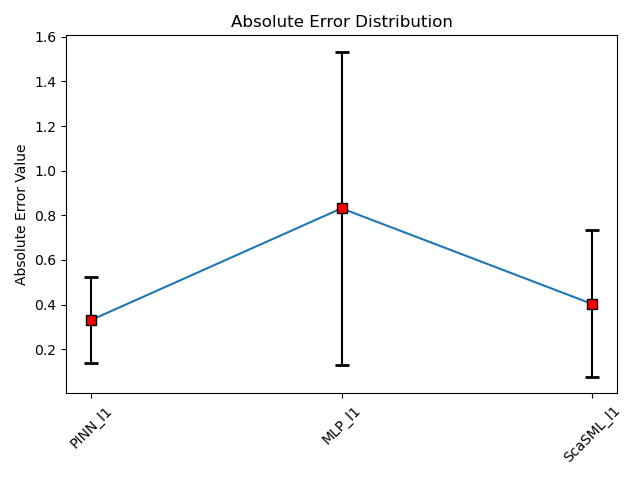 Absolute Error Distribution
Absolute Error Value
1.6
1.4
1.2
1.0
0.8
0.6
0.4
0.2
PINN_l1
MLP_l1
ScaSML_l1